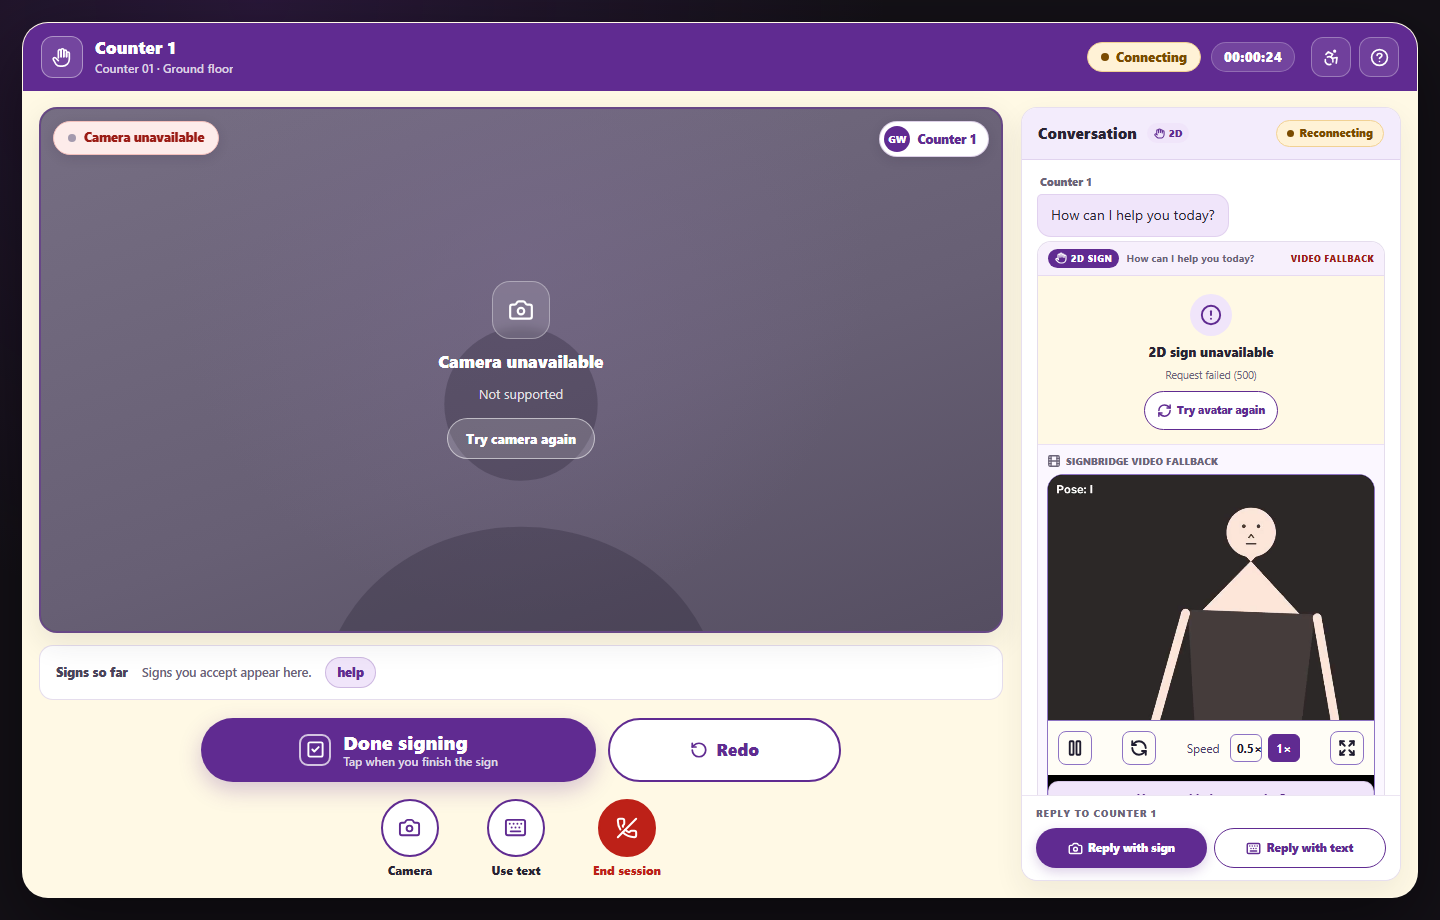 Counter 1
Counter 01 · Ground floor
Connecting
00:00:24
Camera unavailable
GW
Counter 1
Camera unavailable
Not supported
Try camera again
Signs so far
Signs you accept appear here.
help
Done signing
Tap when you finish the sign
Redo
Camera
Use text
End session
Conversation
2D
Reconnecting
Counter 1
How can I help you today?
2D SIGN
How can I help you today?
VIDEO FALLBACK
2D sign unavailable
Request failed (500)
Try avatar again
SIGNBRIDGE VIDEO FALLBACK
Pose: I
Speed
0.5×
1×
REPLY TO COUNTER 1
Reply with sign
Reply with text